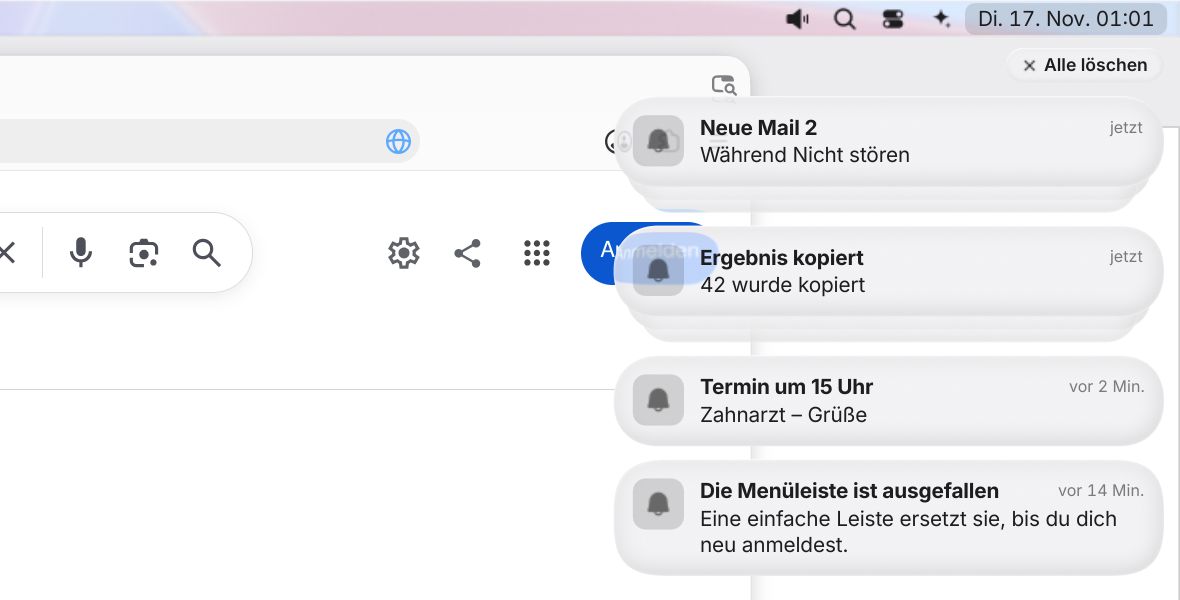 Di. 17. Nov. 01:01
Alle löschen
Neue Mail 2
jetzt
Während Nicht stören
Anmelden
Ergebnis kopiert
jetzt
42 wurde kopiert
Termin um 15 Uhr
vor 2 Min.
Zahnarzt – Grüße
Die Menüleiste ist ausgefallen
vor 14 Min.
Eine einfache Leiste ersetzt sie, bis du dich
neu anmeldest.